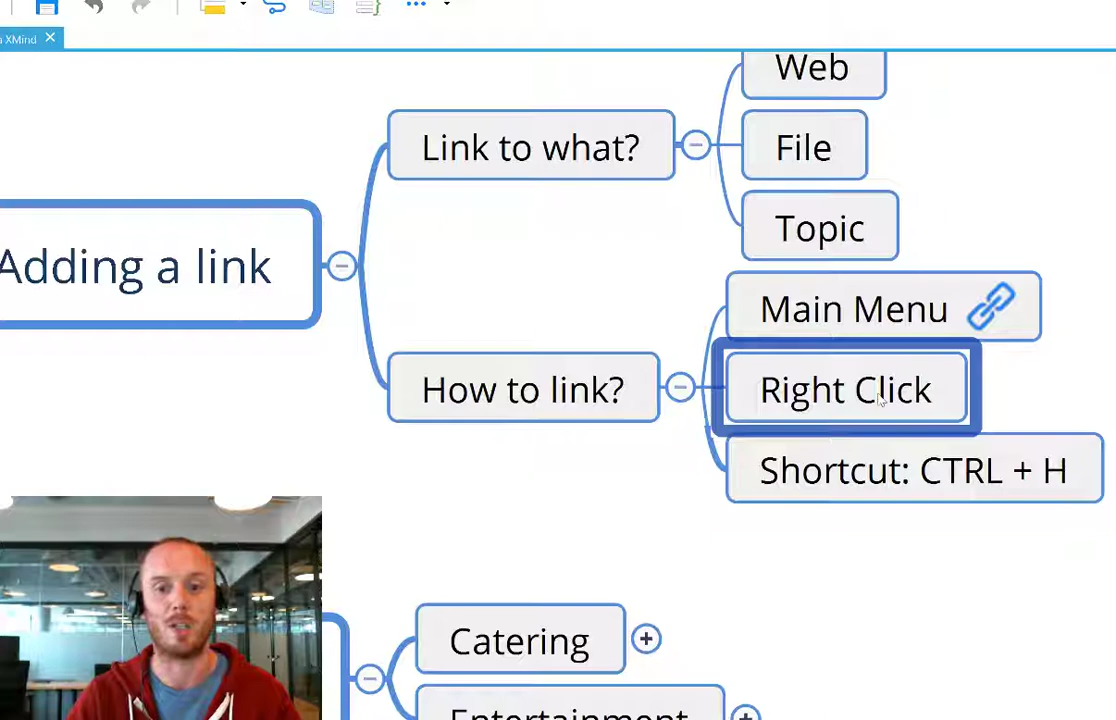 XMind
Web
Link to what?
File
Topic
Adding a link
Main Menu
How to link?
Right Click
Shortcut: CTRL + H
Catering
Entertainment